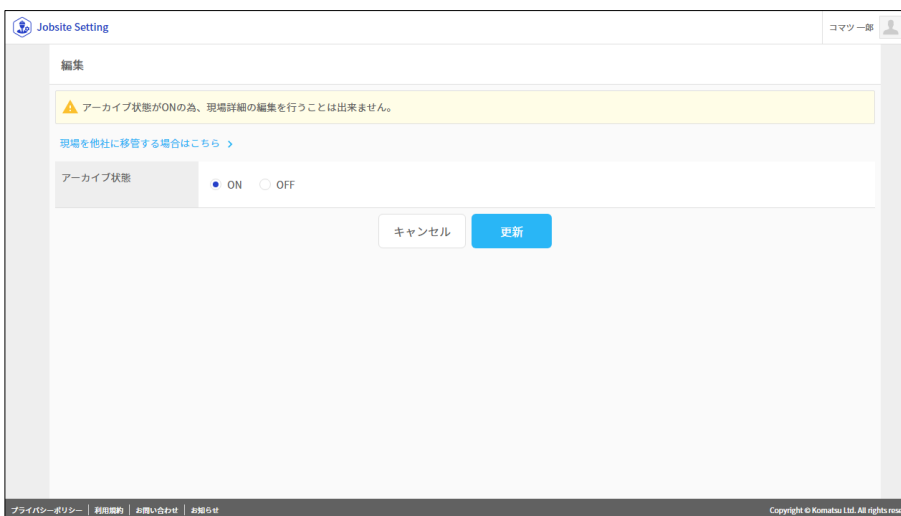 Jobsite Setting
コマツ 一郎
編集
アーカイブ状態がONの為、現場詳細の編集を行うことは出来ません。
現場を他社に移管する場合はこちら
アーカイブ状態
ON OFF
キャンセル 更新
プライバシーポリシー 利用規約 お問い合わせ お知らせ
Copyright © Komatsu Ltd. All rights rese